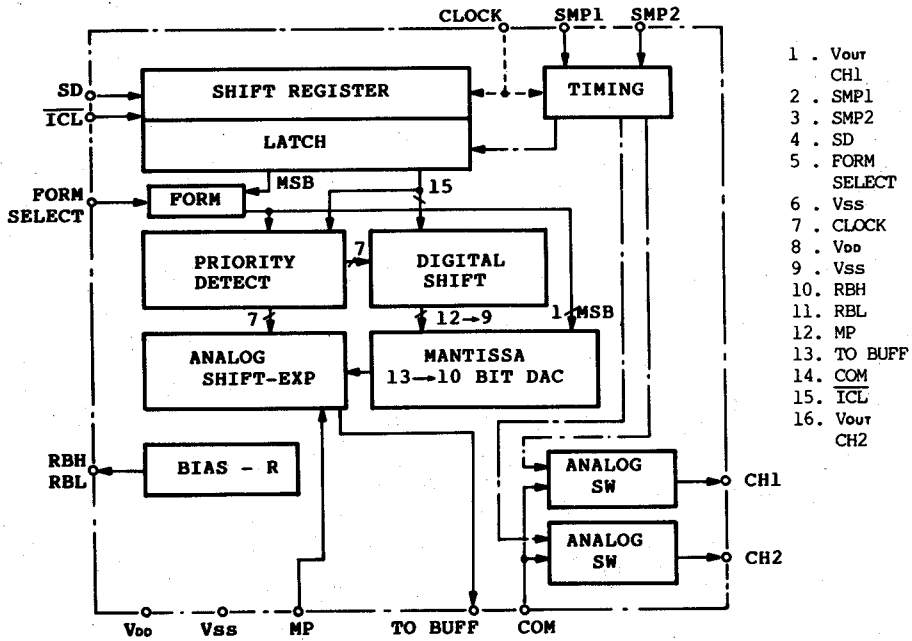 CLOCK SMP1 SMP2
SD
ICL
SHIFT REGISTER
TIMING
LATCH
MSB
15
FORM
SELECT
FORM
PRIORITY
DETECT
7
DIGITAL
SHIFT
7
12→9
1 MSB
ANALOG
SHIFT-EXP
MANTISSA
13→10 BIT DAC
RBH
RBL
BIAS - R
ANALOG
SW
CH1
ANALOG
SW
CH2
VDD VSS MP TO BUFF COM
1 . VOUT
CH1
2 . SMP1
3 . SMP2
4 . SD
5 . FORM
SELECT
6 . Vss
7 . CLOCK
8 . VDD
9 . Vss
10. RBH
11. RBL
12. MP
13. TO BUFF
14. COM
15. ICL
16. VOUT
CH2